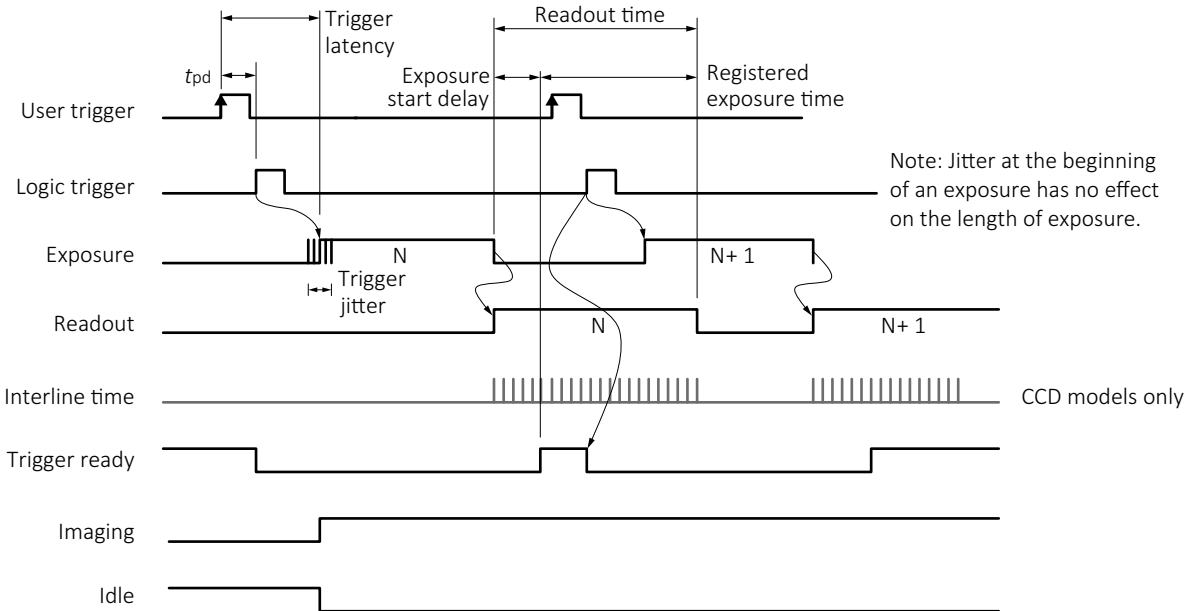 Trigger
latency
Readout time
tpd
Exposure
start delay
Registered
exposure time
User trigger
Logic trigger
Note: Jitter at the beginning
of an exposure has no effect
on the length of exposure.
Exposure
N
N+ 1
Trigger
jitter
Readout
N
N+ 1
Interline time
CCD models only
Trigger ready
Imaging
Idle